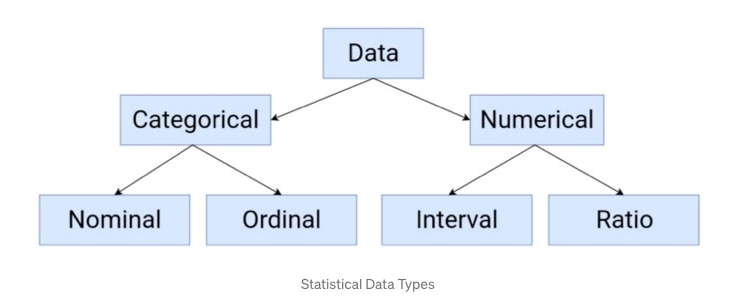 Data
Categorical
Numerical
Nominal
Ordinal
Interval
Ratio
Statistical Data Types